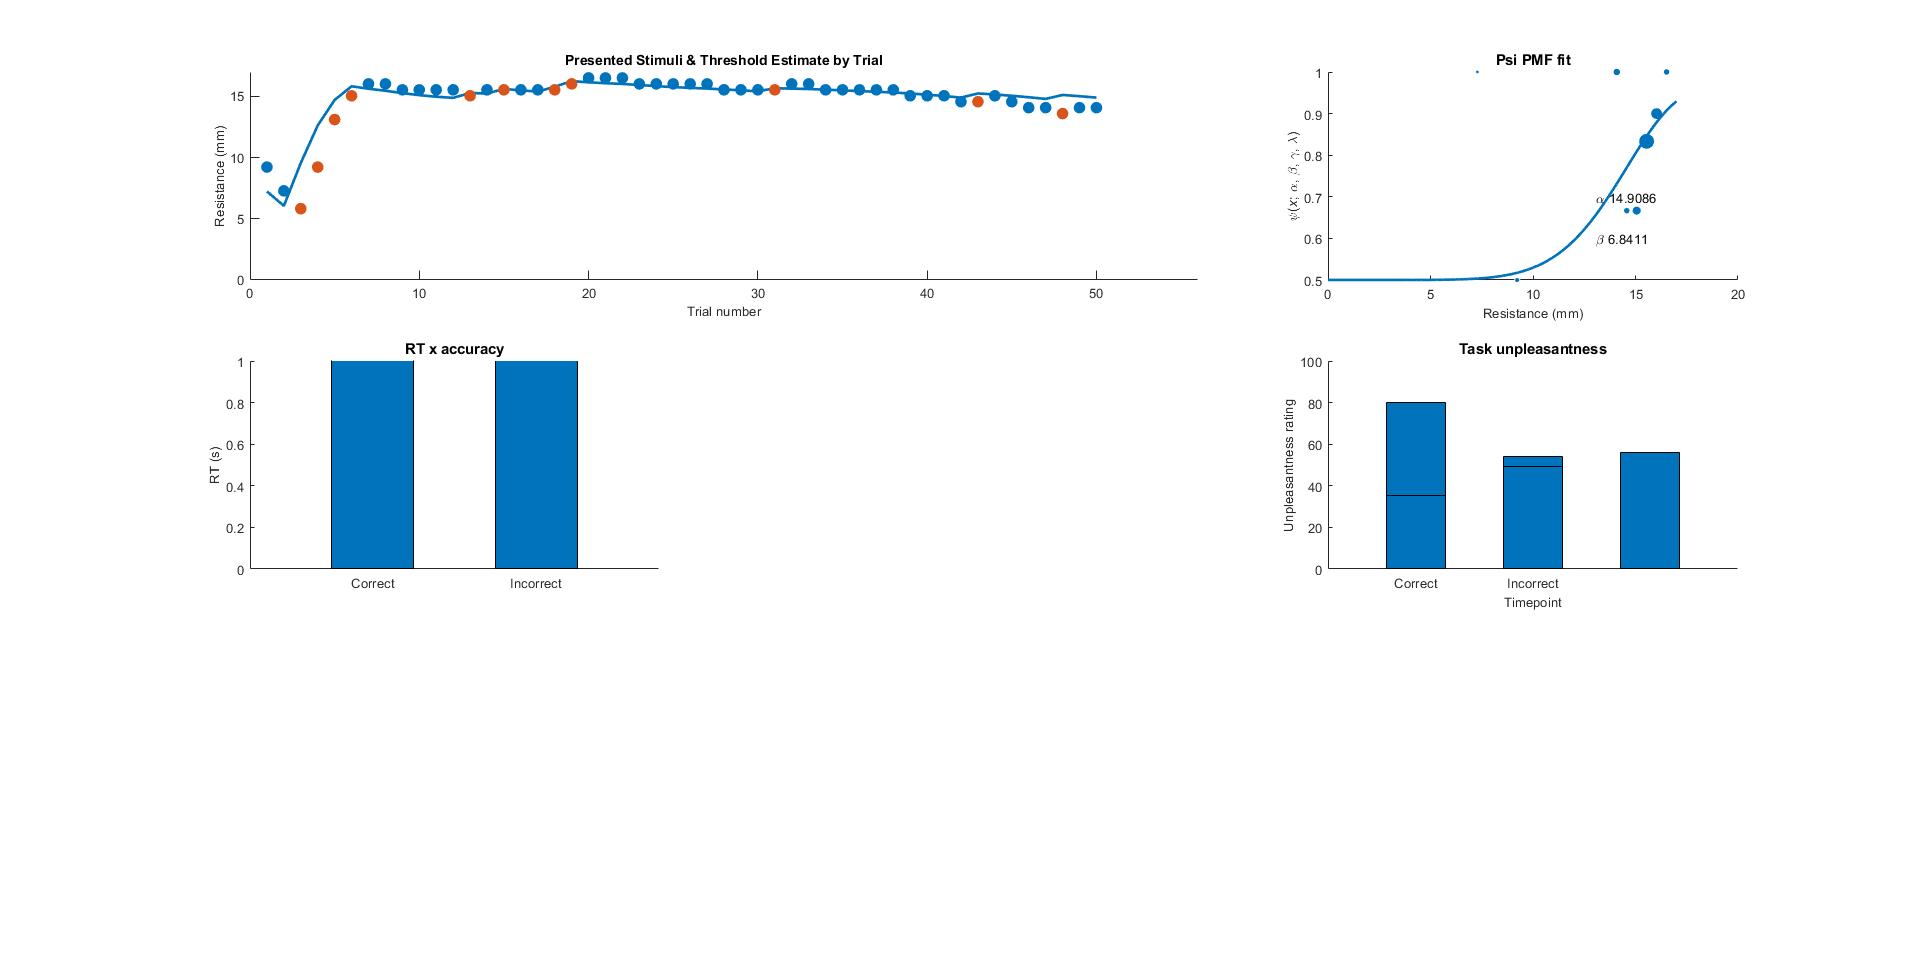 Presented Stimuli & Threshold Estimate by Trial
Resistance (mm)
15
10
5
0
0 10 20 30 40 50
Trial number
Psi PMF fit
ψ(x; α, β, γ, λ)
1
0.9
0.8
0.7
0.6
0.5
α 14.9086
β 6.8411
0 5 10 15 20
Resistance (mm)
RT x accuracy
RT (s)
1
0.8
0.6
0.4
0.2
0
Correct Incorrect
Task unpleasantness
Unpleasantness rating
100
80
60
40
20
0
Correct Incorrect
Timepoint